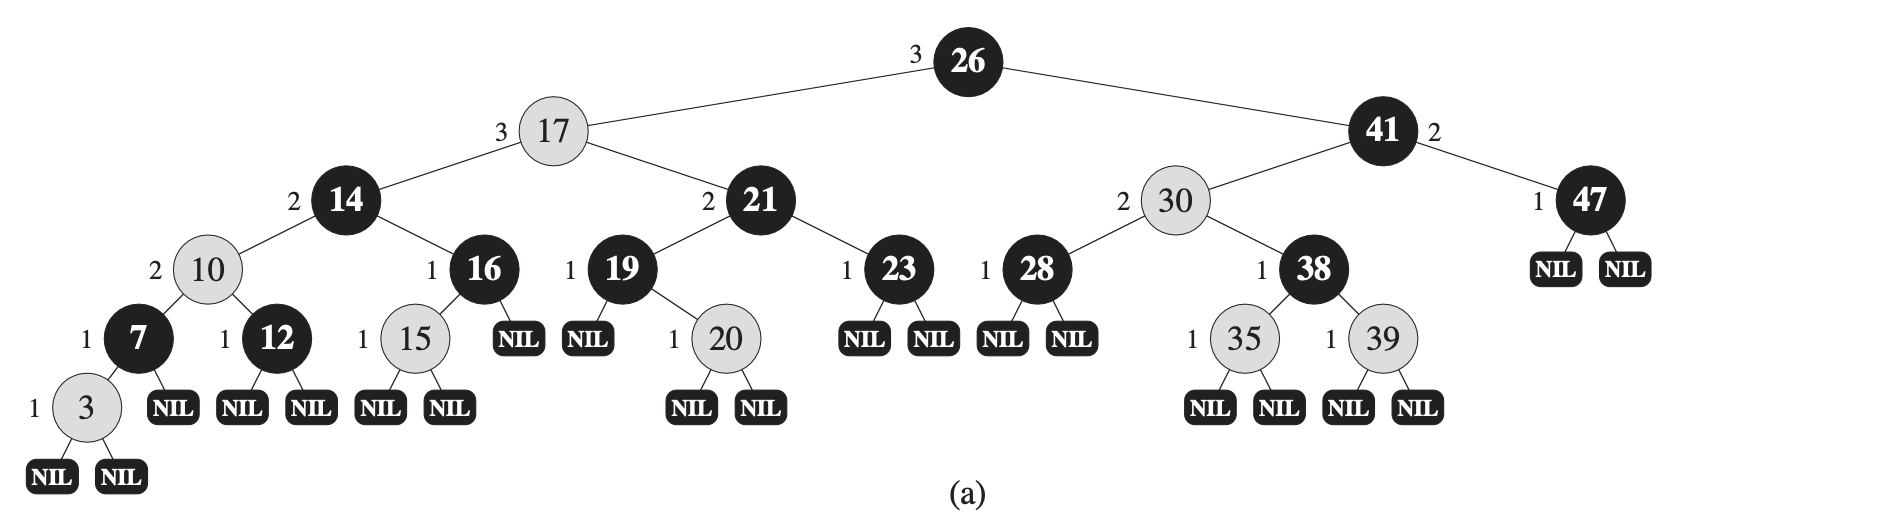 3 26
3 17 41 2
2 14 2 21 2 30 1 47
2 10 1 16 1 19 1 23 1 28 1 38 NIL NIL
1 7 1 12 1 15 NIL NIL 1 20 NIL NIL NIL NIL 1 35 1 39
1 3 NIL NIL NIL NIL NIL NIL NIL NIL NIL NIL NIL
NIL NIL
(a)